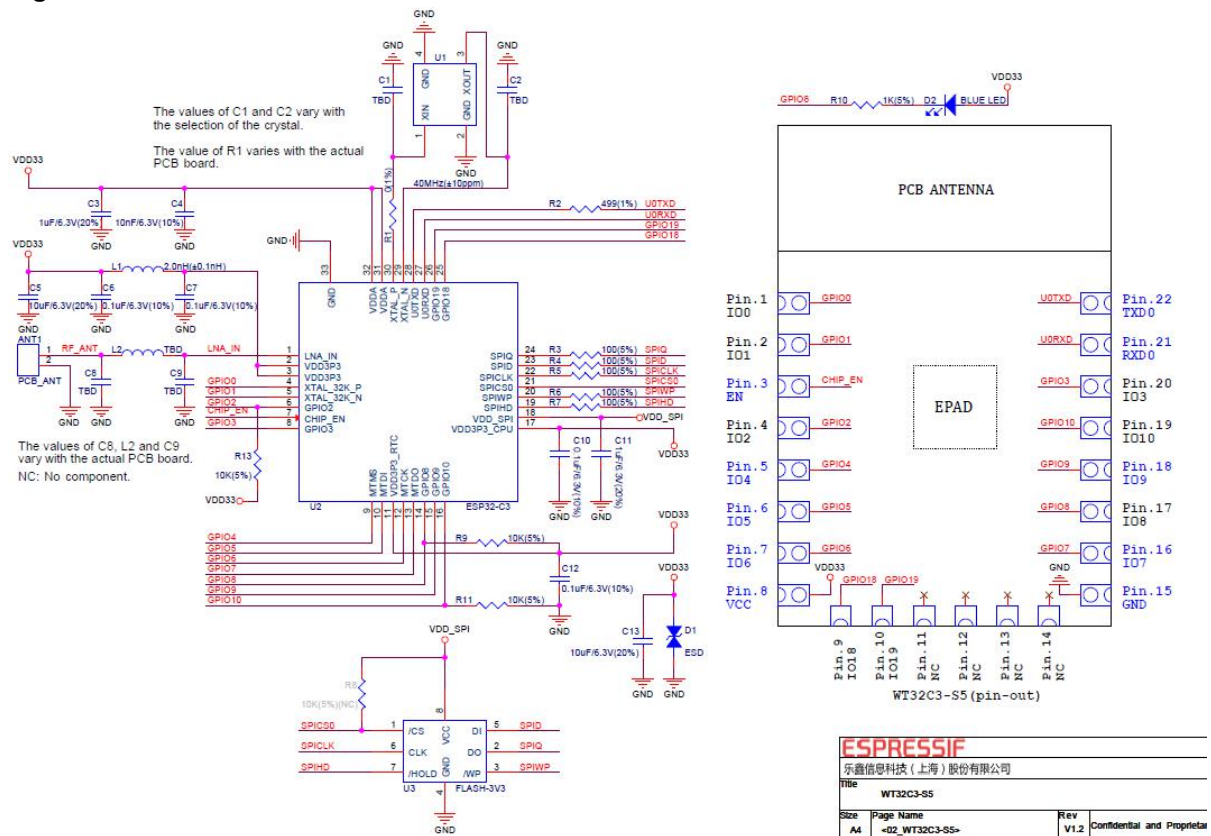 GND
GND
GND
4
3
U1
C1
TBD
GND
XOUT
XIN
GND
C2
TBD
1
2
GND
The values of C1 and C2 vary with
the selection of the crystal.
The value of R1 varies with the actual
PCB board.
40MHz(±10ppm)
0(1%)
R1
VDD33
C3
1uF/6.3V(20%)
GND
C4
10nF/6.3V(10%)
GND
R2 499(1%) U0TXD
U0RXD
GPIO19
GPIO18
VDD33
L1 2.0nH(±0.1nH)
C5
10uF/6.3V(20%)
GND
C6
0.1uF/6.3V(10%)
GND
C7
0.1uF/6.3V(10%)
GND
GND
33
GND
32 VDDA
31 VDDA
30 XTAL_P
29 XTAL_N
28 U0TXD
27 U0RXD
26 GPIO19
25 GPIO18
ANT1
1
2
PCB_ANT
RF_ANT
L2 TBD
LNA_IN
C8
TBD
C9
TBD
GND
GND
GND
GPIO0
GPIO1
GPIO2
CHIP_EN
GPIO3
1 LNA_IN
2 VDD3P3
3 VDD3P3
4 XTAL_32K_P
5 XTAL_32K_N
6 GPIO2
7 CHIP_EN
8 GPIO3
SPIQ 24 R3 100(5%) SPIQ
SPID 23 R4 100(5%) SPID
SPICLK 22 R5 100(5%) SPICLK
SPICS0 21 SPICS0
SPIWP 20 R6 100(5%) SPIWP
SPIHD 19 R7 100(5%) SPIHD
VDD_SPI 18 VDD_SPI
VDD3P3_CPU 17
The values of C8, L2 and C9
vary with the actual PCB board.
NC: No component.
R13
10K(5%)
VDD33
C10
0.1uF/6.3V(10%)
GND
C11
1uF/6.3V(20%)
GND
VDD33
U2
ESP32-C3
MTMS 9
MTDI 10
VDD3P3_RTC 11
MTCK 12
MTDO 13
GPIO8 14
GPIO9 15
GPIO10 16
GPIO4
GPIO5
GPIO6
GPIO7
GPIO8
GPIO9
GPIO10
R9 10K(5%)
VDD33
C12
0.1uF/6.3V(10%)
R11 10K(5%)
GND
VDD33
C13
10uF/6.3V(20%)
GND
D1
ESD
GND
VDD_SPI
10K(5%)(NC)
SPICS0
SPICLK
SPIHD
1 /CS
6 CLK
7 /HOLD
8
VCC
GND
DI 5 SPID
DO 2 SPIQ
/WP 3 SPIWP
U3
FLASH-3V3
4
GND
R10 1K(5%) D2 BLUE LED
VDD33
PCB ANTENNA
EPAD
Pin.1 GPIO0
IO0
Pin.2 GPIO1
IO1
Pin.3 CHIP_EN
EN
Pin.4 GPIO2
IO2
Pin.5 GPIO4
IO4
Pin.6 GPIO5
IO5
Pin.7 GPIO6
IO6
Pin.8 VDD33
VCC
U0TXD Pin.22
TXD0
U0RXD Pin.21
RXD0
GPIO3 Pin.20
IO3
GPIO10 Pin.19
IO10
GPIO9 Pin.18
IO9
GPIO8 Pin.17
IO8
GPIO7 Pin.16
IO7
GND Pin.15
GND
GPIO18 GPIO19
Pin.9
IO18
Pin.10
IO19
Pin.11
NC
Pin.12
NC
Pin.13
NC
Pin.14
NC
WT32C3-S5(pin-out)
ESPRESSIF
乐鑫信息科技（上海）股份有限公司
Title
WT32C3-S5
Size Page Name Rev
A4 <02_WT32C3-S5> V1.2 Confidential and